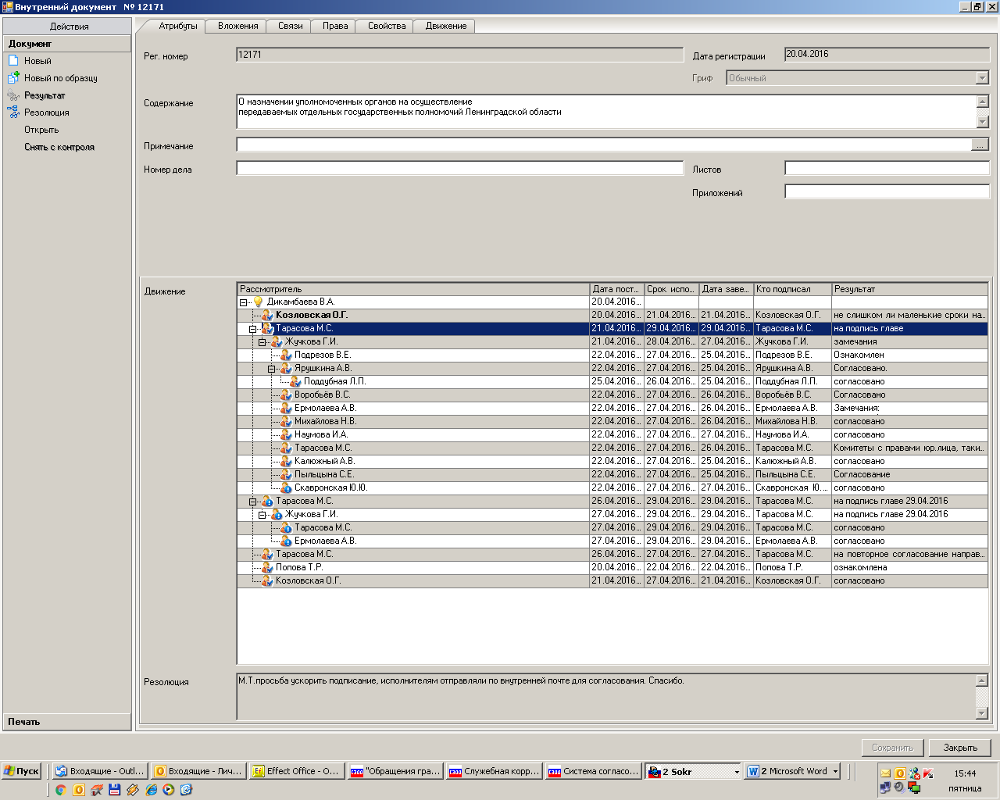 Внутренний документ № 12171
Действия
Документ
Новый
Новый по образцу
Результат
Резолюция
Открыть
Снять с контроля
Печать
Атрибуты Вложения Связи Права Свойства Движение
Рег. номер 12171 Дата регистрации 20.04.2016
Гриф Обычный
Содержание О назначении уполномоченных органов на осуществление
передаваемых отдельных государственных полномочий Ленинградской области
Примечание ...
Номер дела Листов
Приложений
Движение
Рассмотритель Дата пост... Срок испо... Дата заве... Кто подписал Результат
Дикамбаева В.А. 20.04.2016...
Козловская О.Г. 20.04.2016... 21.04.2016... 21.04.2016... Козловская О.Г. не слишком ли маленькие сроки на...
Тарасова М.С. 21.04.2016... 29.04.2016... 29.04.2016... Тарасова М.С. на подпись главе
Жучкова Г.И. 21.04.2016... 28.04.2016... 27.04.2016... Жучкова Г.И. замечания
Подрезов В.Е. 22.04.2016... 27.04.2016... 25.04.2016... Подрезов В.Е. Ознакомлен
Ярушкина А.В. 22.04.2016... 27.04.2016... 25.04.2016... Ярушкина А.В. Согласовано.
Поддубная Л.П. 25.04.2016... 26.04.2016... 25.04.2016... Поддубная Л.П. согласовано
Воробьёв В.С. 22.04.2016... 27.04.2016... 26.04.2016... Воробьёв В.С. Согласовано
Ермолаева А.В. 22.04.2016... 27.04.2016... 26.04.2016... Ермолаева А.В. Замечания:
Михайлова Н.В. 22.04.2016... 27.04.2016... 26.04.2016... Михайлова Н.В. согласовано
Наумова И.А. 22.04.2016... 27.04.2016... 27.04.2016... Наумова И.А. согласовано
Тарасова М.С. 22.04.2016... 27.04.2016... 26.04.2016... Тарасова М.С. Комитеты с правами юр.лица, таки...
Калюжный А.В. 22.04.2016... 27.04.2016... 22.04.2016... Калюжный А.В. согласовано
Пыльцына С.Е. 22.04.2016... 27.04.2016... 25.04.2016... Пыльцына С.Е. Согласование
Скавронская Ю.Ю. 22.04.2016... 27.04.2016... 27.04.2016... Скавронская Ю.... согласовано
Тарасова М.С. 26.04.2016... 29.04.2016... 29.04.2016... Тарасова М.С. на подпись главе 29.04.2016
Жучкова Г.И. 27.04.2016... 29.04.2016... 29.04.2016... Тарасова М.С. на подпись главе 29.04.2016
Тарасова М.С. 27.04.2016... 29.04.2016... 29.04.2016... Тарасова М.С. согласовано
Ермолаева А.В. 27.04.2016... 29.04.2016... 29.04.2016... Ермолаева А.В. согласовано
Тарасова М.С. 26.04.2016... 27.04.2016... 27.04.2016... Тарасова М.С. на повторное согласование направ...
Попова Т.Р. 20.04.2016... 22.04.2016... 22.04.2016... Попова Т.Р. ознакомлена
Козловская О.Г. 21.04.2016... 27.04.2016... 21.04.2016... Козловская О.Г. согласовано
Резолюция М.Т.просьба ускорить подписание, исполнителям отправляли по внутренней почте для согласования. Спасибо.
Сохранить Закрыть
Пуск Входящие - Outl... Входящие - Лич... Effect Office - О... "Обращения гра... Служебная корр... Система согласо... 2 Sokr 2 Microsoft Word
15:44
пятница